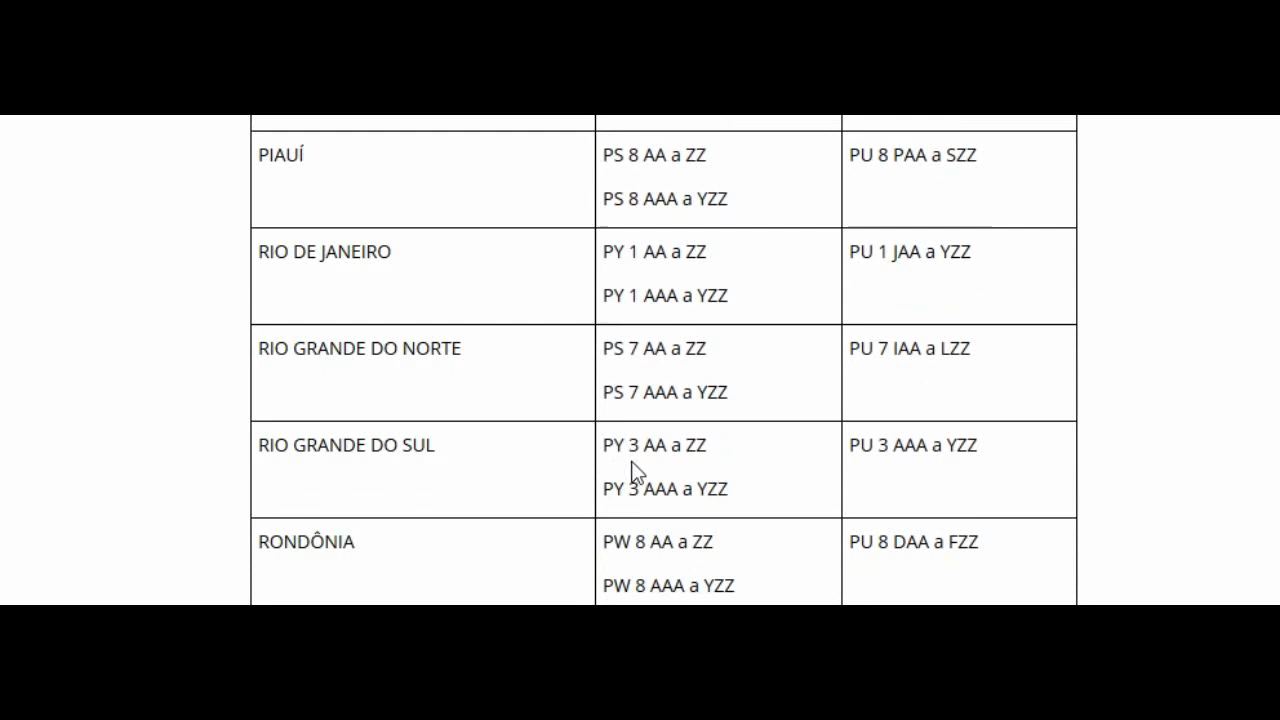 PIAUÍ
PS 8 AA a ZZ
PU 8 PAA a SZZ
PS 8 AAA a YZZ
RIO DE JANEIRO
PY 1 AA a ZZ
PU 1 JAA a YZZ
PY 1 AAA a YZZ
RIO GRANDE DO NORTE
PS 7 AA a ZZ
PU 7 IAA a LZZ
PS 7 AAA a YZZ
RIO GRANDE DO SUL
PY 3 AA a ZZ
PU 3 AAA a YZZ
PY 3 AAA a YZZ
RONDÔNIA
PW 8 AA a ZZ
PU 8 DAA a FZZ
PW 8 AAA a YZZ